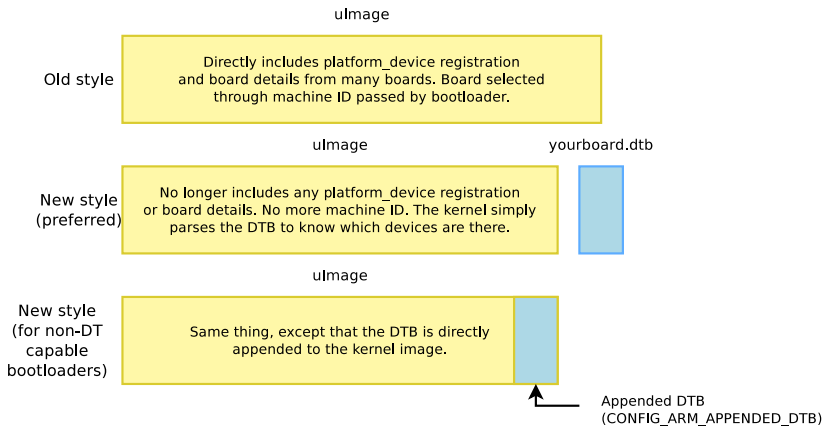 uImage
Old style
Directly includes platform_device registration
and board details from many boards. Board selected
through machine ID passed by bootloader.
uImage
yourboard.dtb
New style
(preferred)
No longer includes any platform_device registration
or board details. No more machine ID. The kernel simply
parses the DTB to know which devices are there.
uImage
New style
(for non-DT
capable
bootloaders)
Same thing, except that the DTB is directly
appended to the kernel image.
Appended DTB
(CONFIG_ARM_APPENDED_DTB)